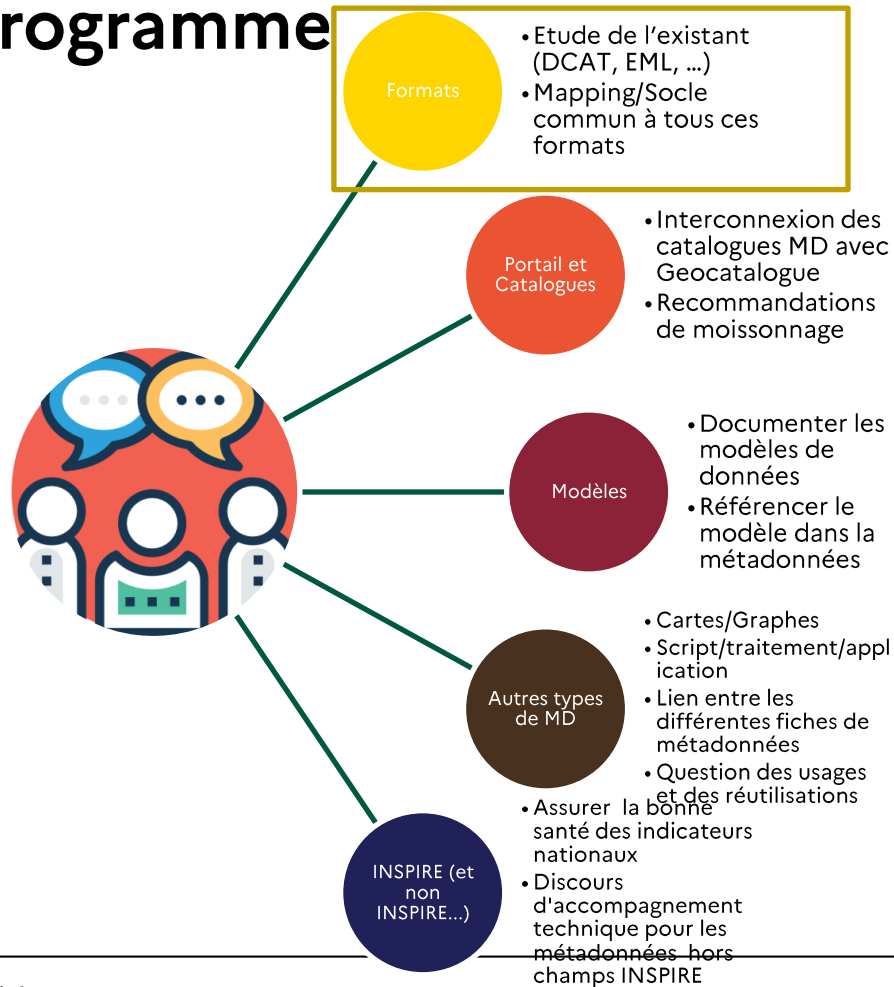 rogramme
Formats
• Etude de l’existant
(DCAT, EML, …)
• Mapping/Socle
commun à tous ces
formats
Portail et
Catalogues
• Interconnexion des
catalogues MD avec
Geocatalogue
• Recommandations
de moissonnage
Modèles
• Documenter les
modèles de
données
• Référencer le
modèle dans la
métadonnées
Autres types
de MD
• Cartes/Graphes
• Script/traitement/appl
ication
• Lien entre les
différentes fiches de
métadonnées
• Question des usages
et des réutilisations
INSPIRE (et
non
INSPIRE...)
• Assurer la bonne
santé des indicateurs
nationaux
• Discours
d'accompagnement
technique pour les
métadonnées hors
champs INSPIRE